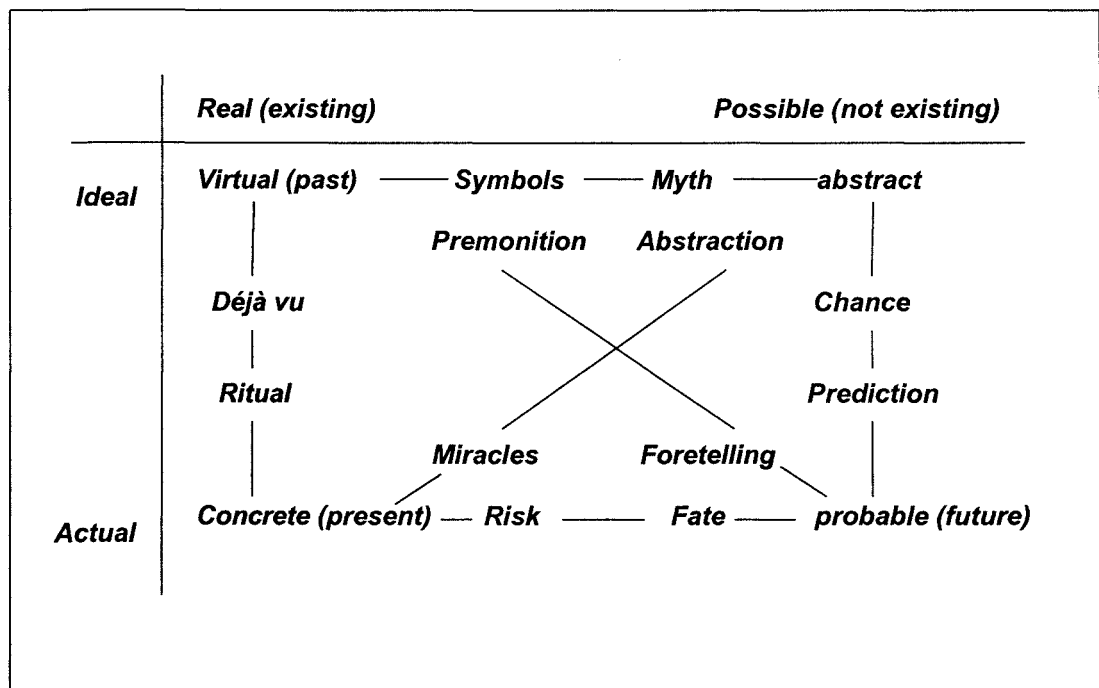 Real (existing) Possible (not existing)
Ideal Virtual (past) Symbols Myth abstract
Premonition Abstraction
Déjà vu Chance
Ritual Prediction
Miracles Foretelling
Actual Concrete (present) Risk Fate probable (future)